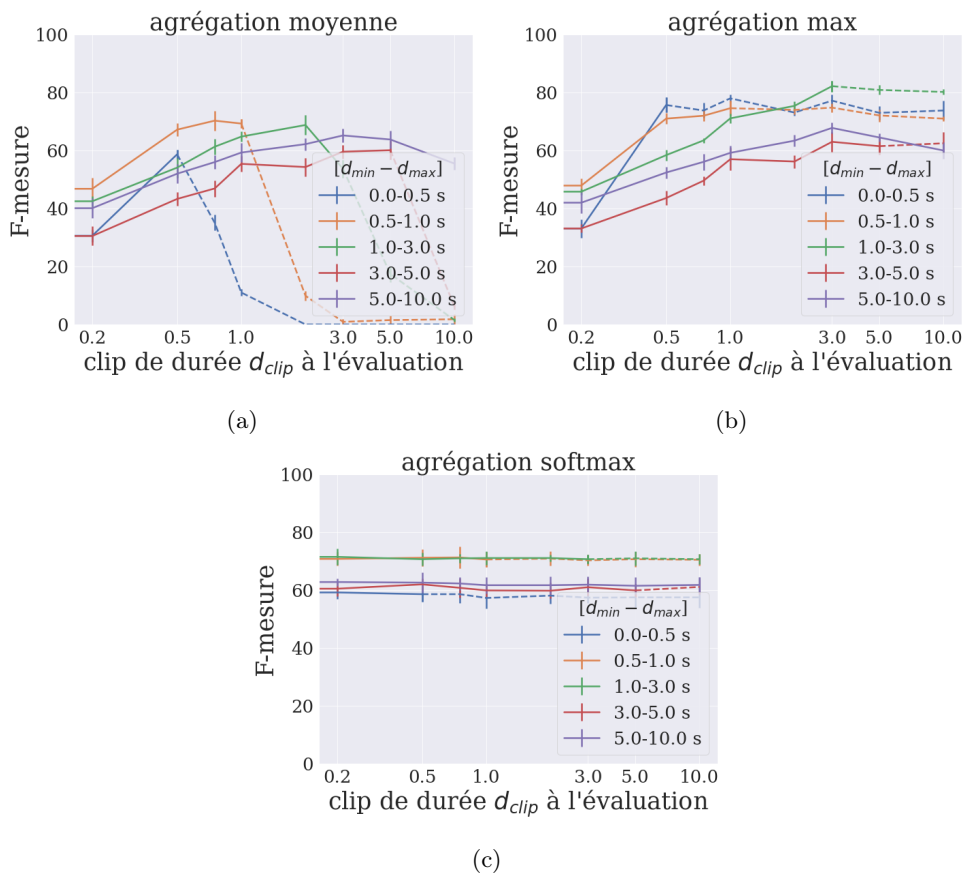 agrégation moyenne
100
80
60
40
20
0
F-mesure
0.2 0.5 1.0 3.0 5.0 10.0
clip de durée d_clip à l'évaluation
[d_min − d_max]
0.0-0.5 s
0.5-1.0 s
1.0-3.0 s
3.0-5.0 s
5.0-10.0 s
(a)
agrégation max
100
80
60
40
20
0
F-mesure
0.2 0.5 1.0 3.0 5.0 10.0
clip de durée d_clip à l'évaluation
[d_min − d_max]
0.0-0.5 s
0.5-1.0 s
1.0-3.0 s
3.0-5.0 s
5.0-10.0 s
(b)
agrégation softmax
100
80
60
40
20
0
F-mesure
0.2 0.5 1.0 3.0 5.0 10.0
clip de durée d_clip à l'évaluation
[d_min − d_max]
0.0-0.5 s
0.5-1.0 s
1.0-3.0 s
3.0-5.0 s
5.0-10.0 s
(c)